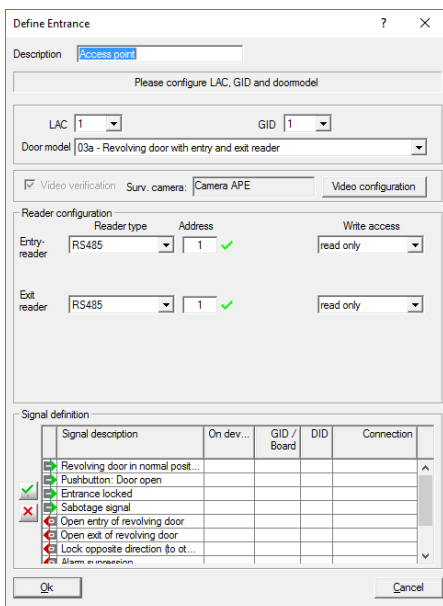 Define Entrance ? ×
Description Access point
Please configure LAC, GID and doormodel
LAC 1 GID 1
Door model 03a - Revolving door with entry and exit reader
Video verification Surv. camera: Camera APE Video configuration
Reader configuration
Reader type Address Write access
Entry-
reader
RS485 1 read only
Exit
reader
RS485 1 read only
Signal definition
Signal description On dev... GID /
Board DID Connection
Revolving door in normal posit...
Pushbutton: Door open
Entrance locked
Sabotage signal
Open entry of revolving door
Open exit of revolving door
Lock opposite direction (to ot...
Alarm supression
Ok Cancel